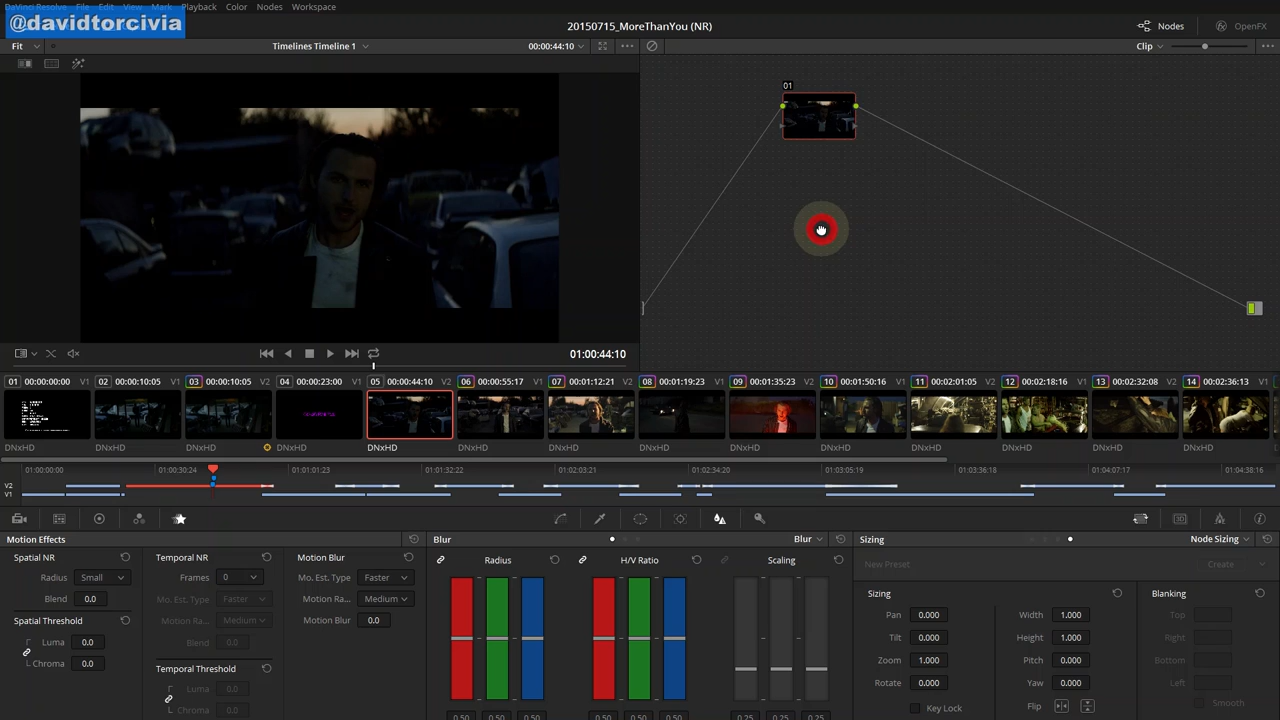 DaVinci Resolve File Edit View Mark Playback Color Nodes Workspace
@davidtorcivia
20150715_MoreThanYou (NR)
Nodes
OpenFX
Fit
Timelines Timeline 1
00:00:44:10
Clip
01
01:00:44:10
01 00:00:00:00 V1
02 00:00:10:05 V1
03 00:00:10:05 V2
04 00:00:23:00 V1
05 00:00:44:10 V2
06 00:00:55:17 V1
07 00:01:12:21 V2
08 00:01:19:23 V1
09 00:01:35:23 V1
10 00:01:50:16 V1
11 00:02:01:05 V2
12 00:02:18:16 V1
13 00:02:32:08 V1
14 00:02:36:13 V1
DNxHD DNxHD DNxHD DNxHD DNxHD DNxHD DNxHD DNxHD DNxHD DNxHD DNxHD DNxHD DNxHD DNxHD
01:00:00:00 01:00:30:24 01:01:01:23 01:01:32:22 01:02:03:21 01:02:34:20 01:03:05:19 01:03:36:18 01:04:07:17 01:04:38:16
V2
V1
Motion Effects
Spatial NR
Radius Small
Blend 0.0
Spatial Threshold
Luma 0.0
Chroma 0.0
Temporal NR
Frames 0
Mo. Est. Type Faster
Motion Ra... Medium
Blend 0.0
Temporal Threshold
Luma 0.0
Chroma 0.0
Motion Blur
Mo. Est. Type Faster
Motion Ra... Medium
Motion Blur 0.0
Blur
Blur
Radius
H/V Ratio
Scaling
0.50 0.50 0.50 0.50 0.50 0.50 0.25 0.25 0.25
Sizing
Node Sizing
New Preset
Create
Sizing
Pan 0.000
Tilt 0.000
Zoom 1.000
Rotate 0.000
Width 1.000
Height 1.000
Pitch 0.000
Yaw 0.000
Key Lock
Flip
Blanking
Top
Right
Bottom
Left
Smooth